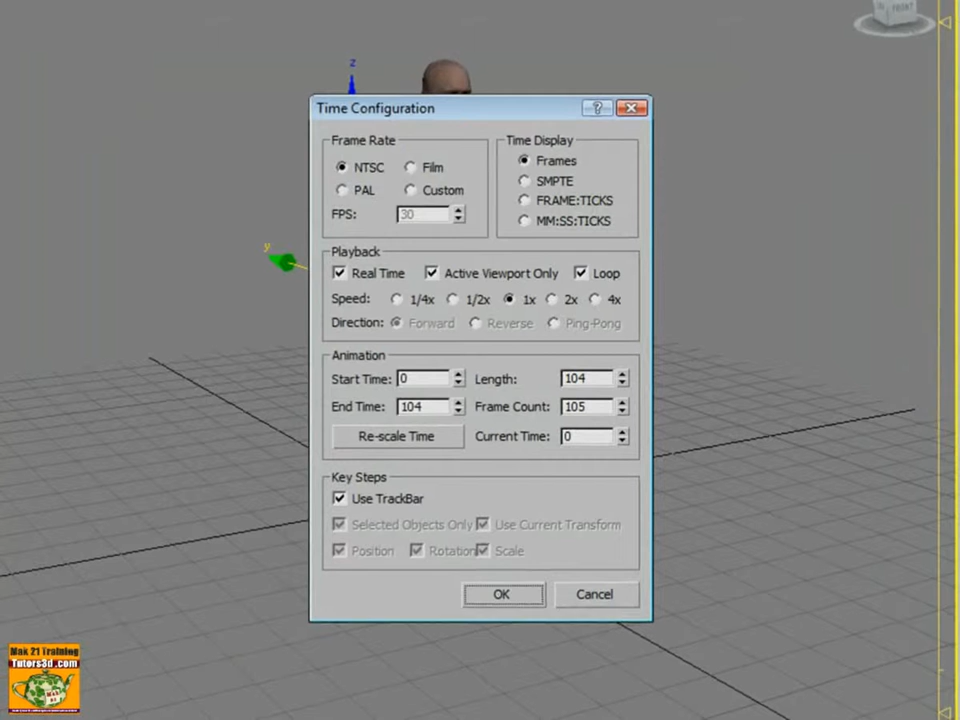 FRONT
z
Time Configuration
Frame Rate
NTSC Film
PAL Custom
FPS: 30
Time Display
Frames
SMPTE
FRAME:TICKS
MM:SS:TICKS
y
Playback
Real Time Active Viewport Only Loop
Speed: 1/4x 1/2x 1x 2x 4x
Direction: Forward Reverse Ping-Pong
Animation
Start Time: 0 Length: 104
End Time: 104 Frame Count: 105
Re-scale Time Current Time: 0
Key Steps
Use TrackBar
Selected Objects Only Use Current Transform
Position Rotation Scale
OK Cancel
Mak 21 Training
Tutors3d.com